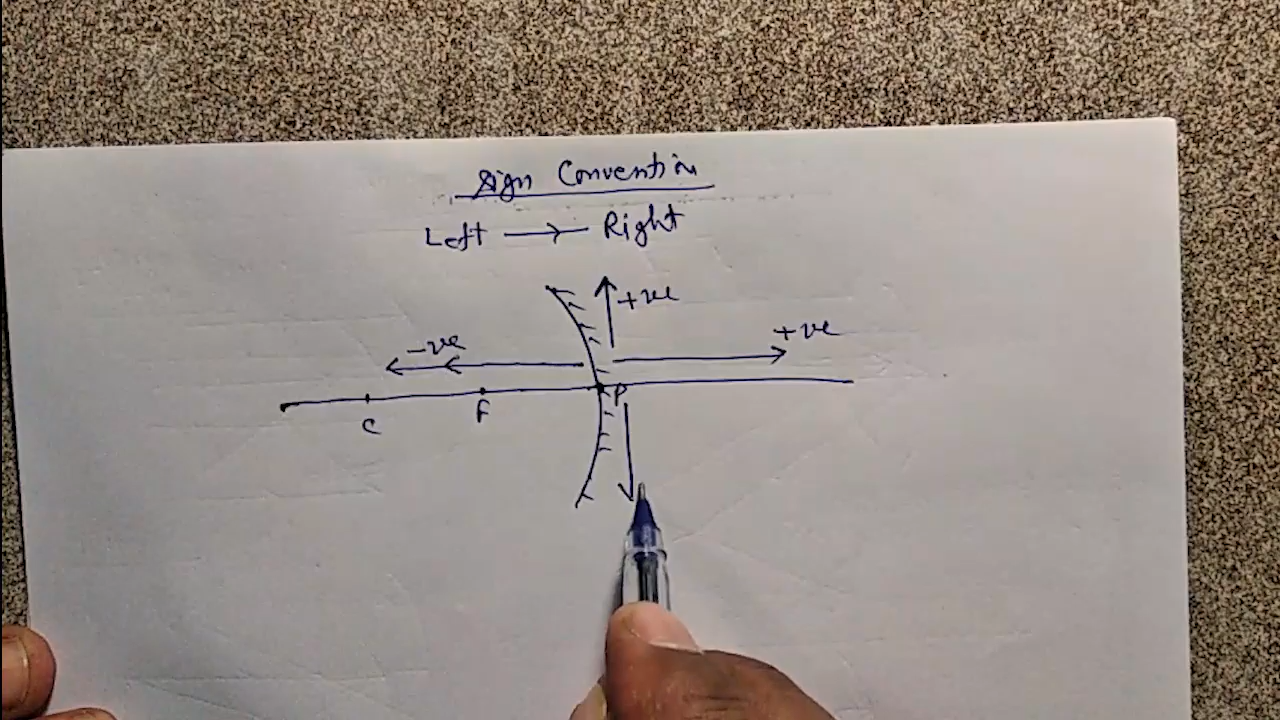 Sign Convention
Left → Right
+ve
+ve
-ve
P
F
C